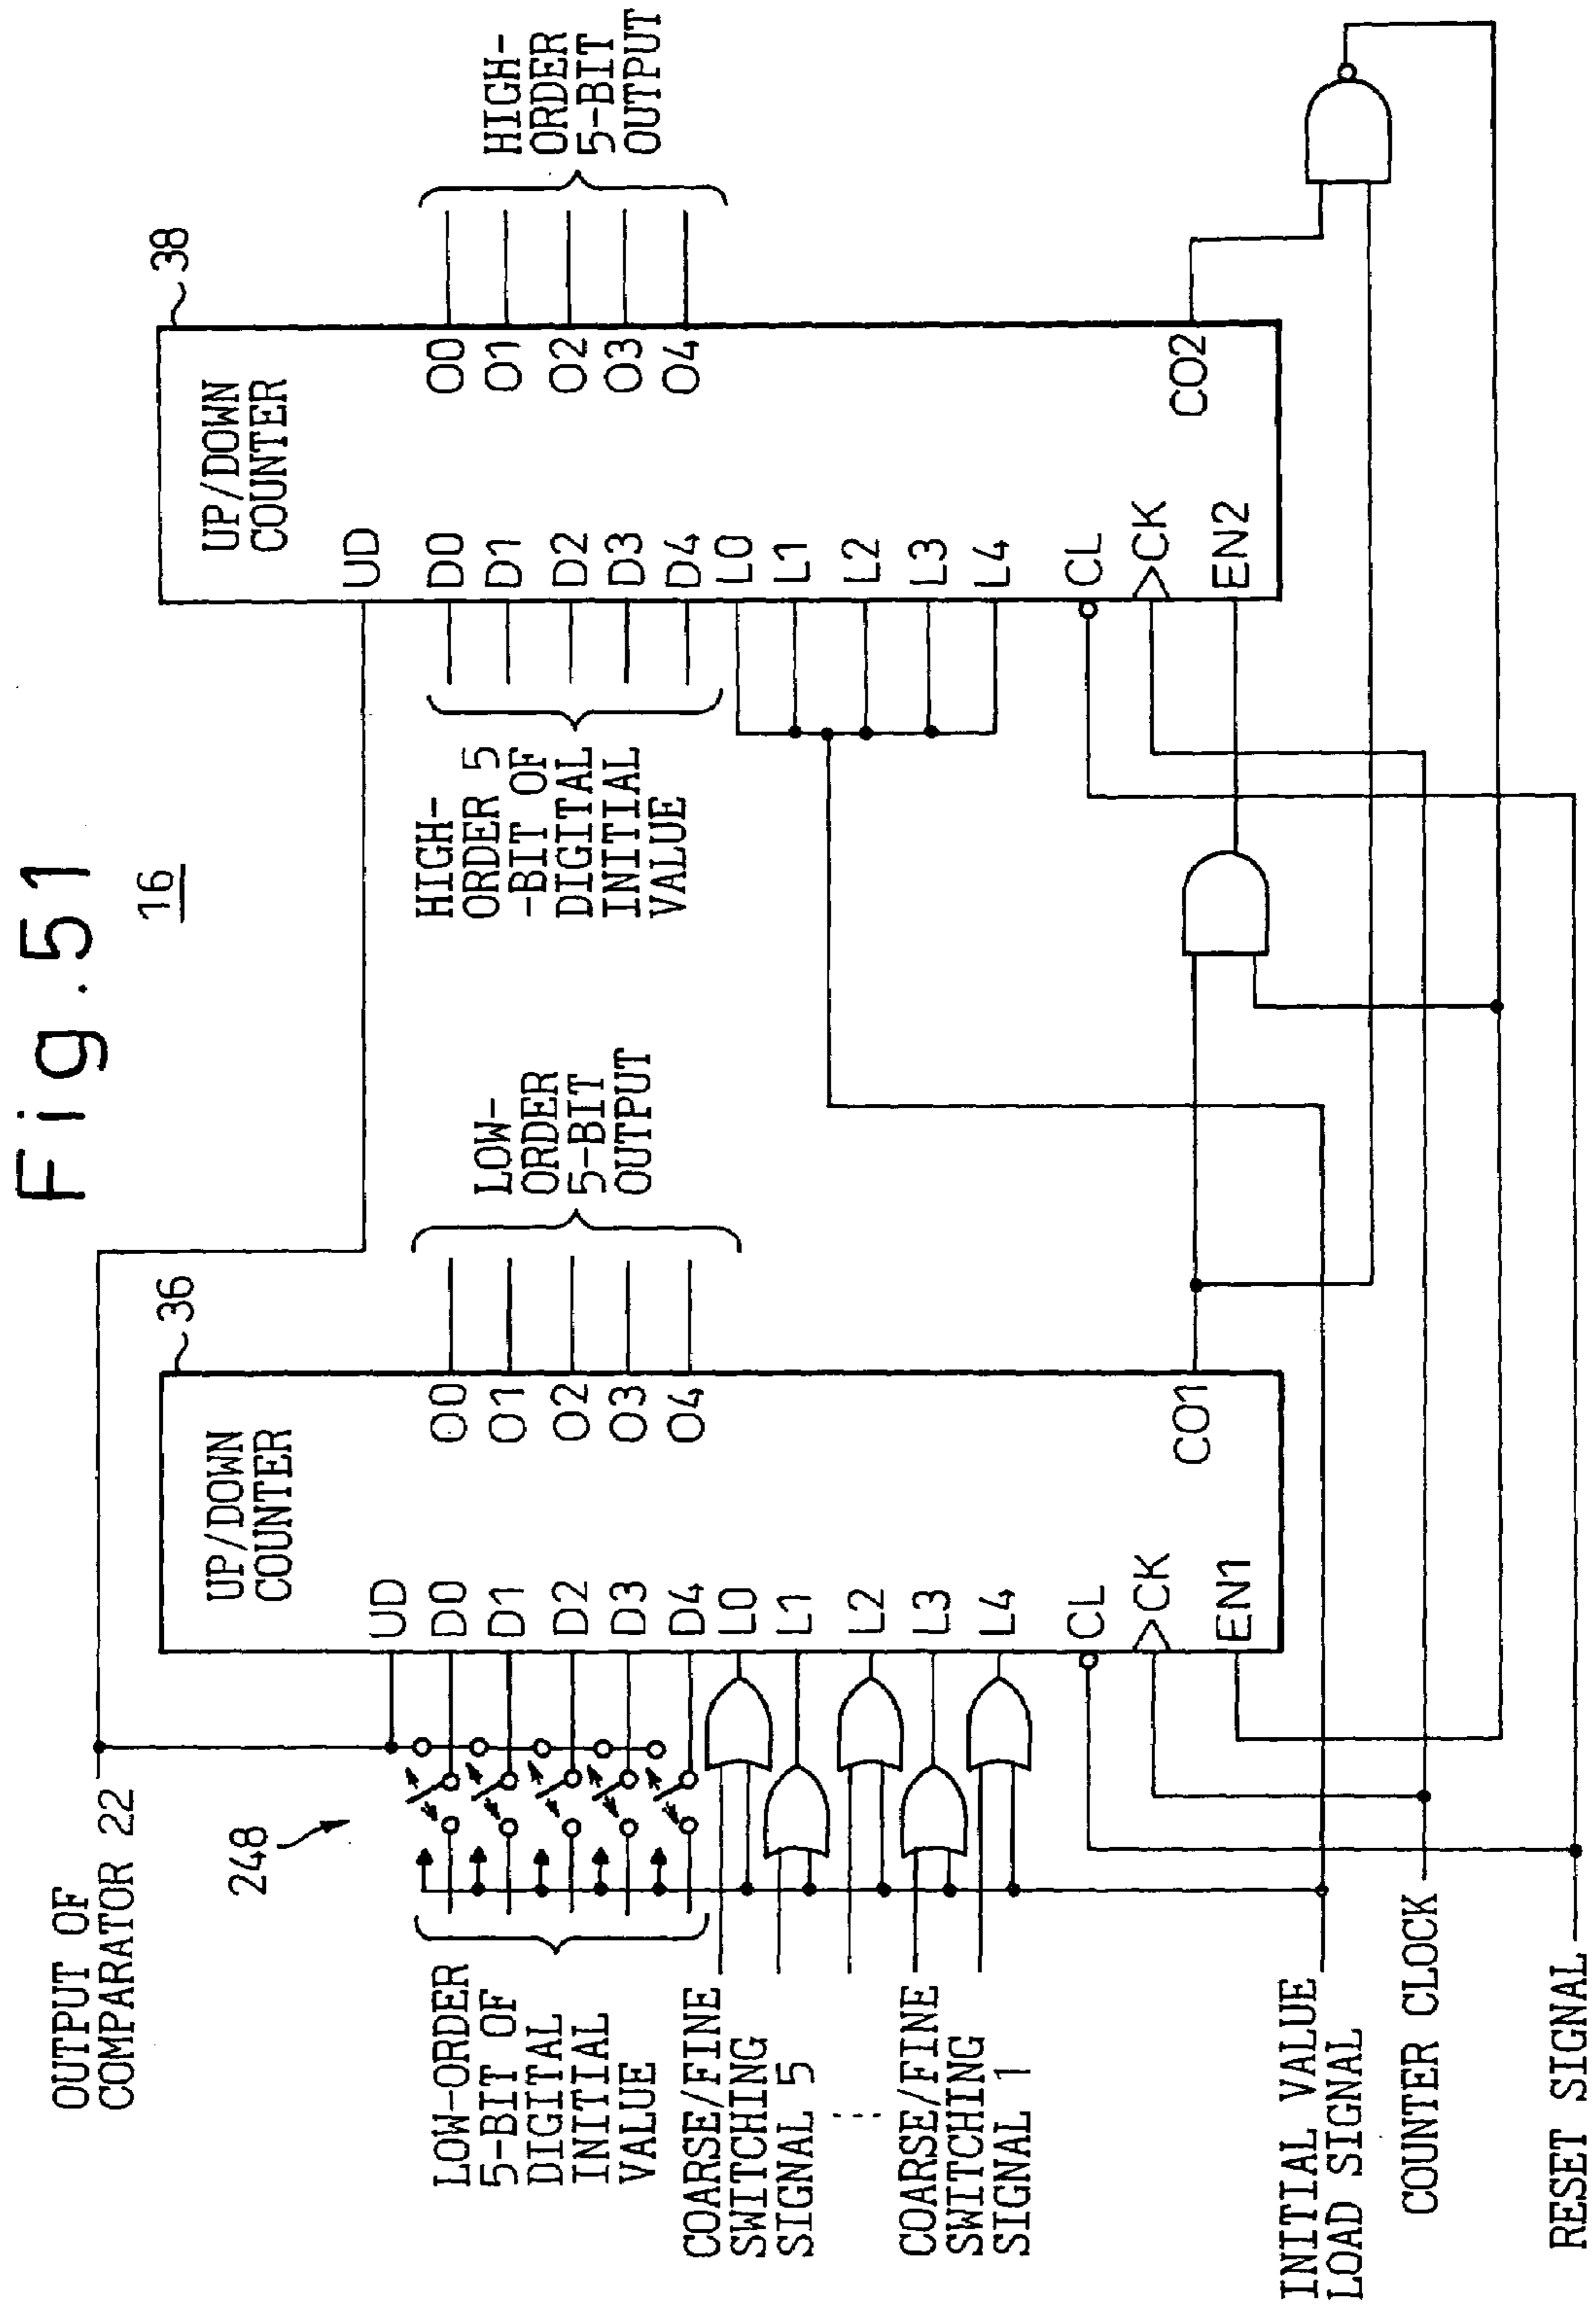 Fig.51
16
OUTPUT OF
COMPARATOR 22
248
36
UP/DOWN
COUNTER
UD
D0
D1
D2
D3
D4
L0
L1
L2
L3
L4
CL
CK
EN1
O0
O1
O2
O3
O4
CO1
LOW-
ORDER
5-BIT
OUTPUT
LOW-ORDER
5-BIT OF
DIGITAL
INITIAL
VALUE
COARSE/FINE
SWITCHING
SIGNAL 5
COARSE/FINE
SWITCHING
SIGNAL 1
INITIAL VALUE
LOAD SIGNAL
COUNTER CLOCK
RESET SIGNAL
38
UP/DOWN
COUNTER
UD
D0
D1
D2
D3
D4
L0
L1
L2
L3
L4
CL
CK
EN2
O0
O1
O2
O3
O4
CO2
HIGH-
ORDER 5
-BIT OF
DIGITAL
INITIAL
VALUE
HIGH-
ORDER
5-BIT
OUTPUT